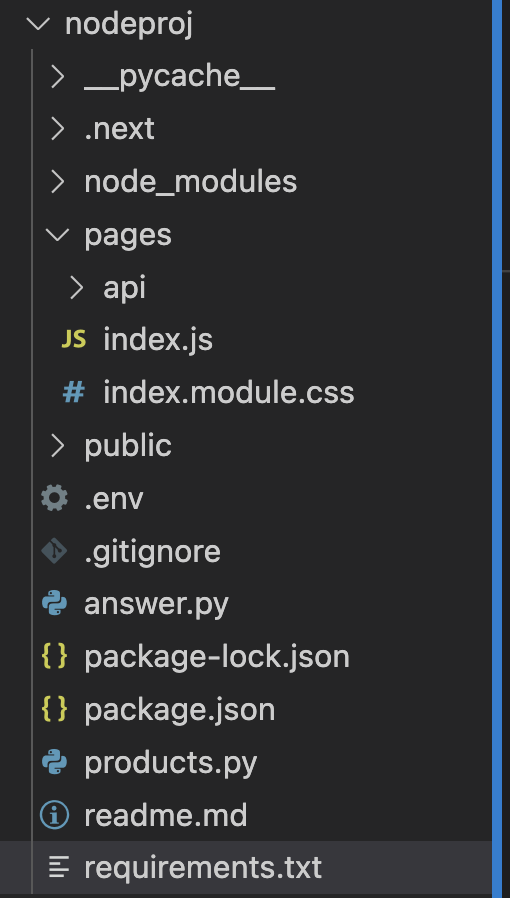 nodeproj
__pycache__
.next
node_modules
pages
api
JS index.js
# index.module.css
public
.env
.gitignore
answer.py
{} package-lock.json
{} package.json
products.py
readme.md
requirements.txt